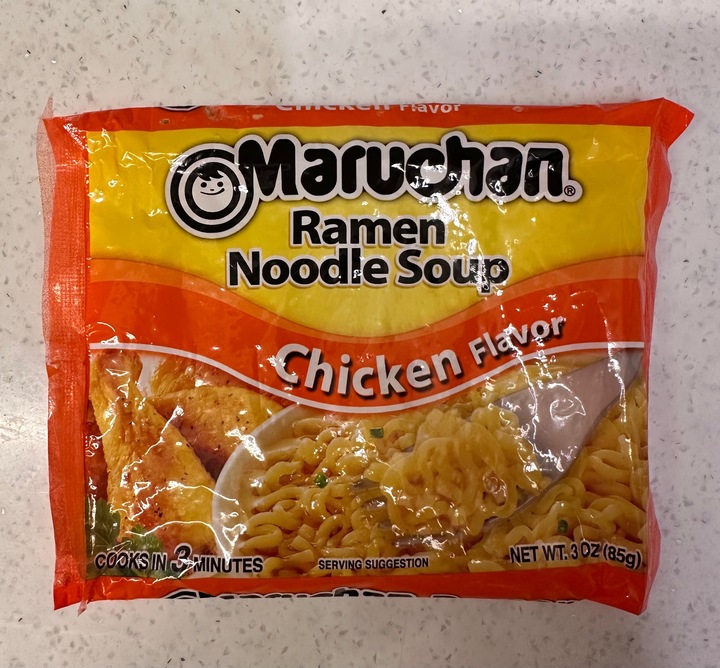 Chicken Flavor
Maruchan®
Ramen
Noodle Soup
Chicken Flavor
COOKS IN 3 MINUTES
SERVING SUGGESTION
NET WT. 3 OZ (85g)